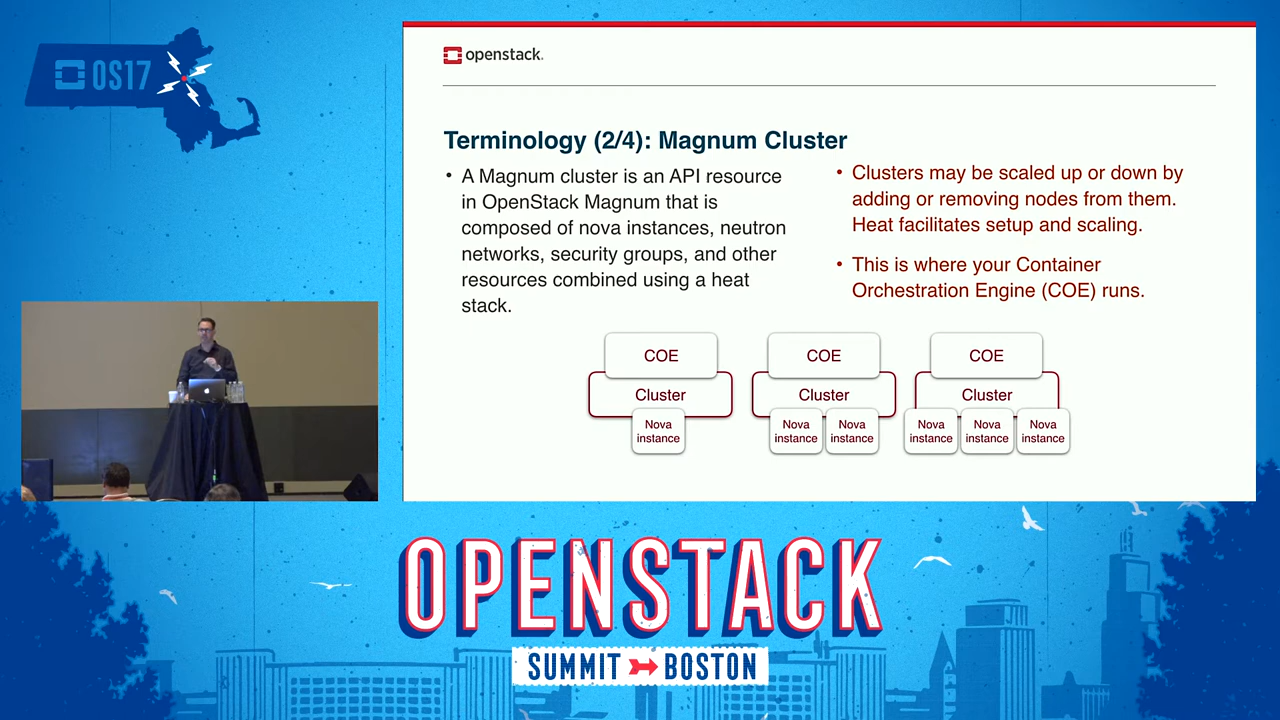 OS17
openstack.
Terminology (2/4): Magnum Cluster
• A Magnum cluster is an API resource
in OpenStack Magnum that is
composed of nova instances, neutron
networks, security groups, and other
resources combined using a heat
stack.
• Clusters may be scaled up or down by
adding or removing nodes from them.
Heat facilitates setup and scaling.
• This is where your Container
Orchestration Engine (COE) runs.
COE
Cluster
Nova
instance
COE
Cluster
Nova
instance
Nova
instance
COE
Cluster
Nova
instance
Nova
instance
Nova
instance
OPENSTACK
SUMMIT BOSTON